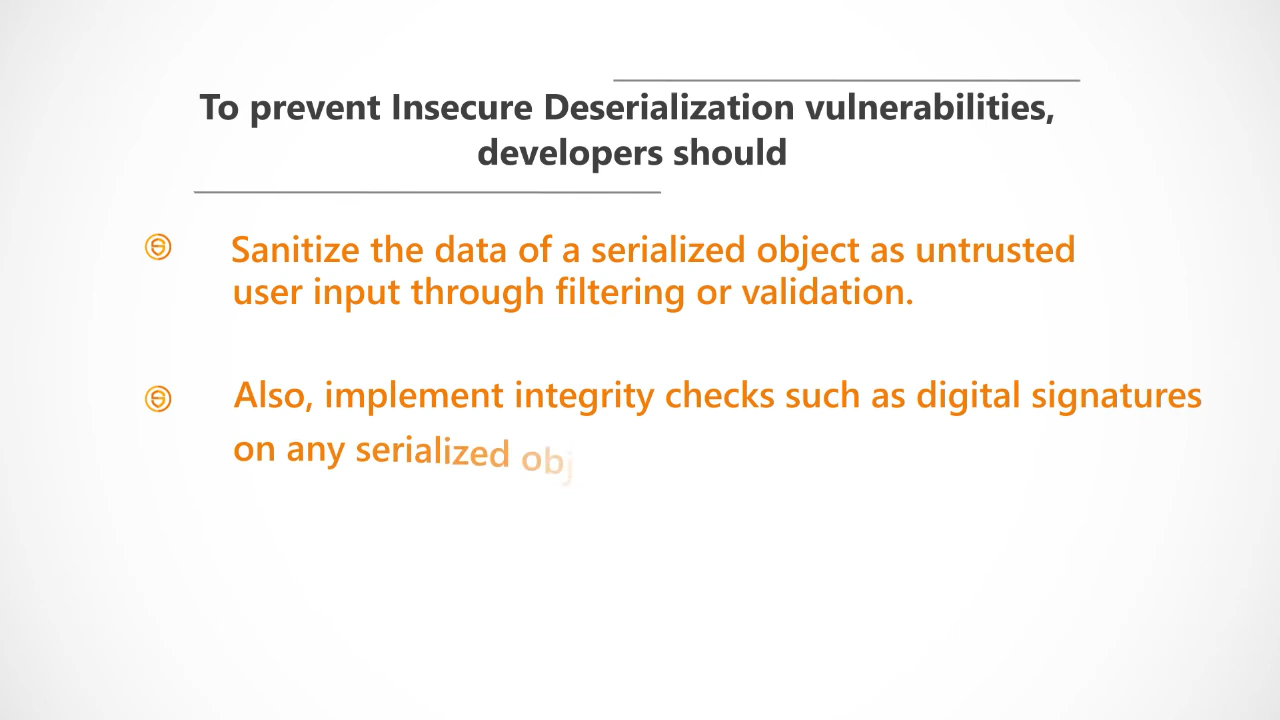 To prevent Insecure Deserialization vulnerabilities,
developers should
Sanitize the data of a serialized object as untrusted
user input through filtering or validation.
Also, implement integrity checks such as digital signatures
on any serialized obj